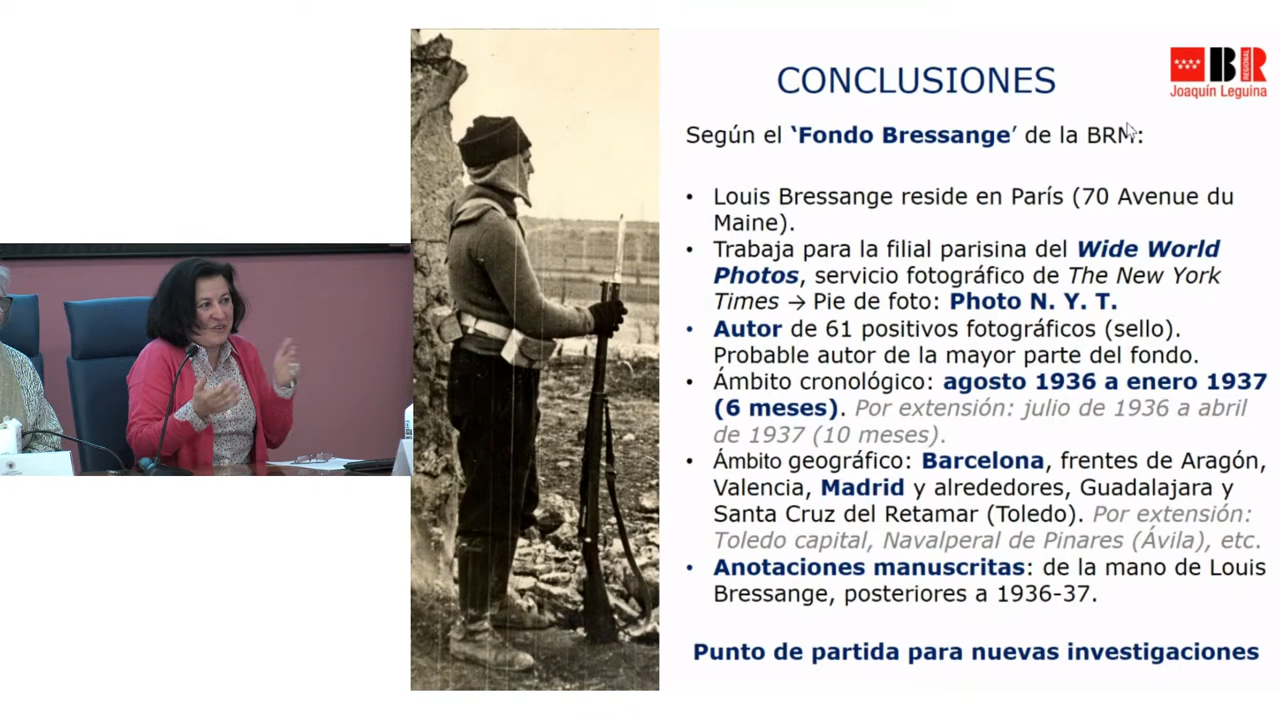 CONCLUSIONES
BR
REGIONAL
Joaquín Leguina
Según el ‘Fondo Bressange’ de la BRM:
• Louis Bressange reside en París (70 Avenue du
Maine).
• Trabaja para la filial parisina del Wide World
Photos, servicio fotográfico de The New York
Times → Pie de foto: Photo N. Y. T.
• Autor de 61 positivos fotográficos (sello).
Probable autor de la mayor parte del fondo.
• Ámbito cronológico: agosto 1936 a enero 1937
(6 meses). Por extensión: julio de 1936 a abril
de 1937 (10 meses).
• Ámbito geográfico: Barcelona, frentes de Aragón,
Valencia, Madrid y alrededores, Guadalajara y
Santa Cruz del Retamar (Toledo). Por extensión:
Toledo capital, Navalperal de Pinares (Ávila), etc.
• Anotaciones manuscritas: de la mano de Louis
Bressange, posteriores a 1936-37.
Punto de partida para nuevas investigaciones